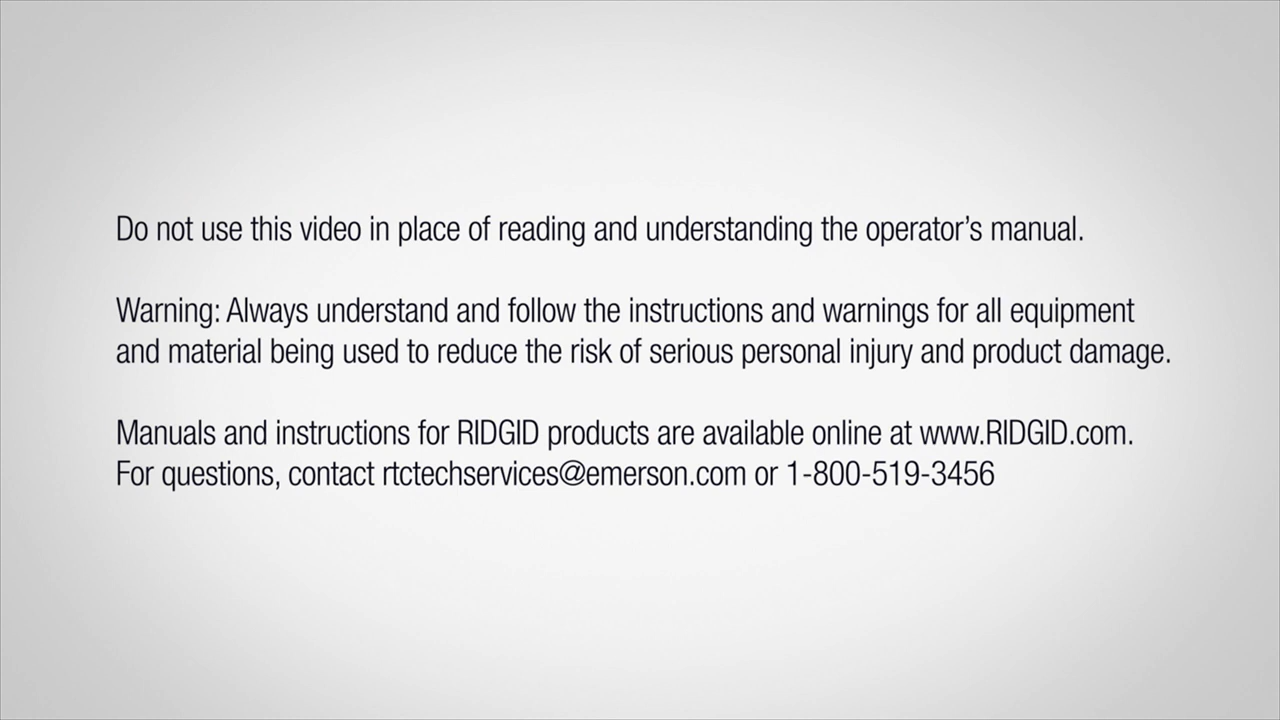 Do not use this video in place of reading and understanding the operator’s manual.
Warning: Always understand and follow the instructions and warnings for all equipment
and material being used to reduce the risk of serious personal injury and product damage.
Manuals and instructions for RIDGID products are available online at www.RIDGID.com.
For questions, contact rtctechservices@emerson.com or 1-800-519-3456